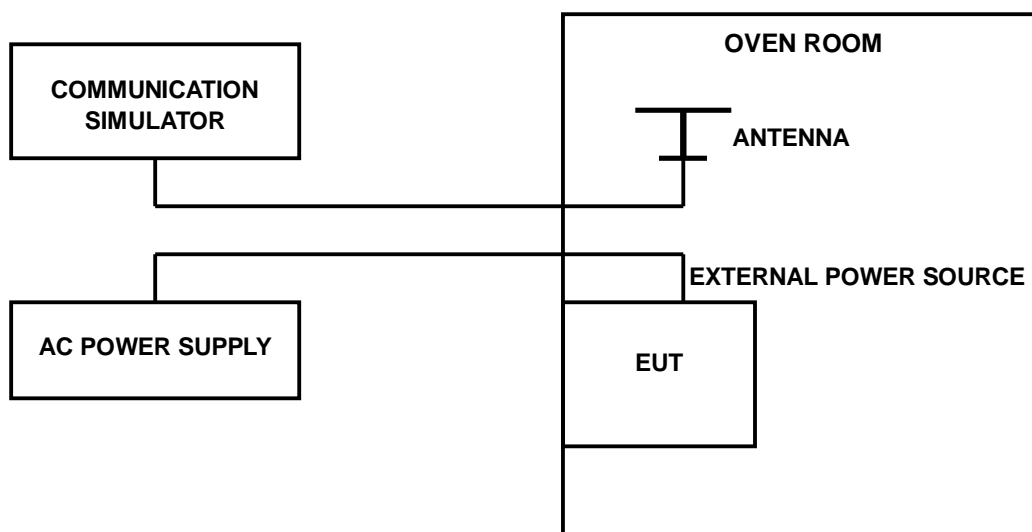 OVEN ROOM
COMMUNICATION
SIMULATOR
ANTENNA
EXTERNAL POWER SOURCE
AC POWER SUPPLY
EUT